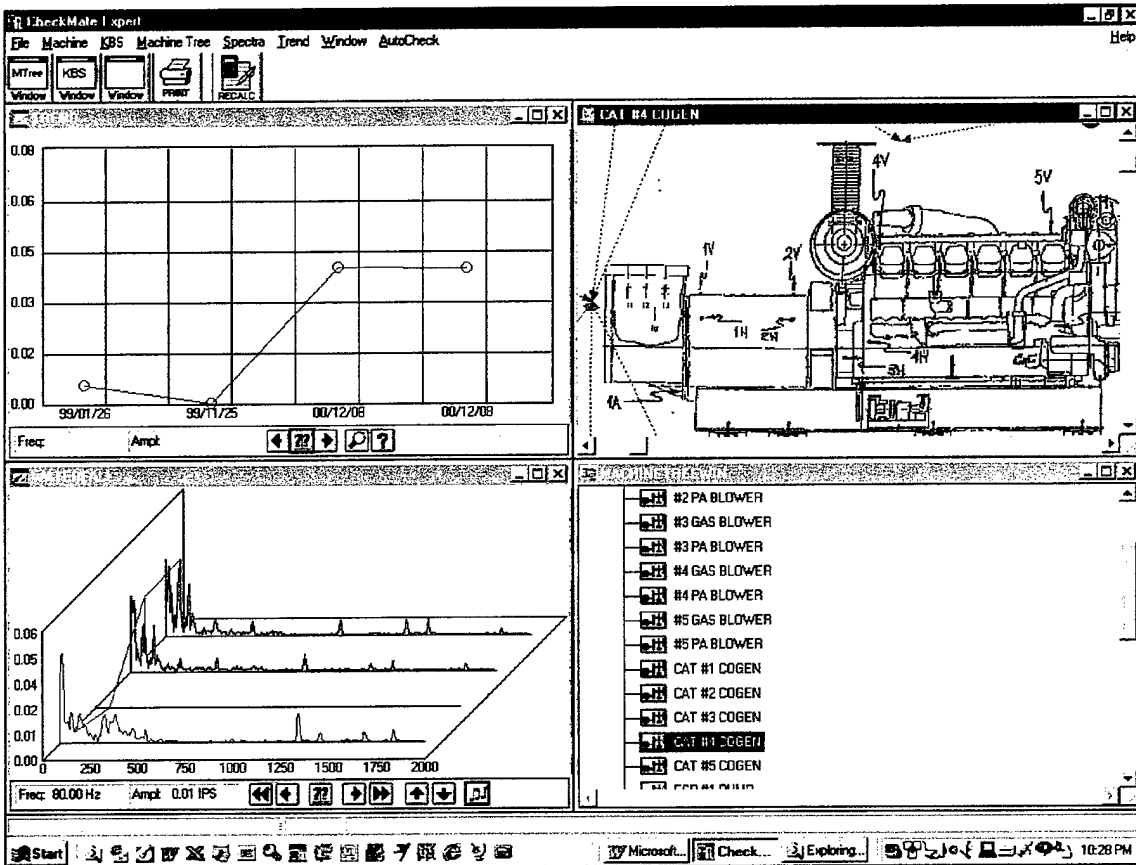 CheckMate Expert
File Machine KBS Machine Tree Spectra Trend Window AutoCheck
Help
MTree KBS
Window Window Window PRINT RECALC
CAT #4 COGEN
0.08
0.06
0.05
0.03
0.02
0.00
99/01/26 99/11/25 00/12/08 00/12/08
Freq: Ampl:
4V
5V
1V
2V
1H
2H
4H
3H
1A
#2 PA BLOWER
#3 GAS BLOWER
#3 PA BLOWER
#4 GAS BLOWER
#4 PA BLOWER
#5 GAS BLOWER
#5 PA BLOWER
CAT #1 COGEN
CAT #2 COGEN
CAT #3 COGEN
CAT #4 COGEN
CAT #5 COGEN
0.06
0.05
0.04
0.02
0.01
0.00
0 250 500 750 1000 1250 1500 1750 2000
Freq: 80.00 Hz Ampl: 0.01 IPS
Start Microsoft... Check... Exploring... 10:28 PM